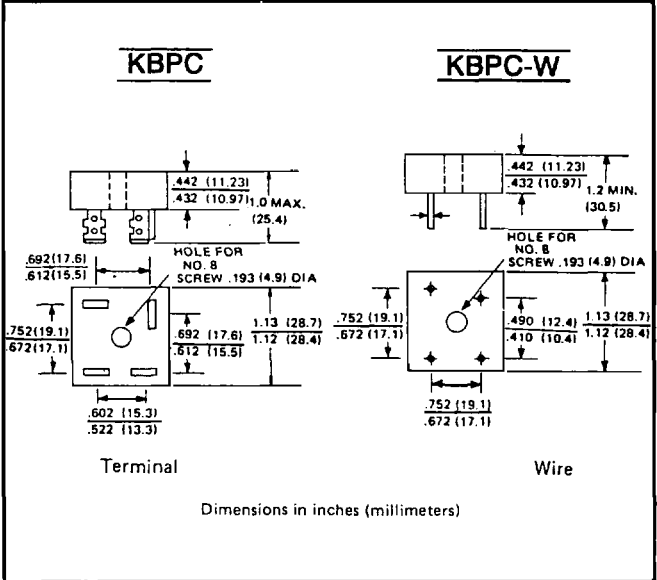 KBPC
KBPC-W
.442 (11.23)
.432 (10.97)
1.0 MAX.
(25.4)
.442 (11.23)
.432 (10.97)
1.2 MIN.
(30.5)
.692(17.6)
.612(15.5)
HOLE FOR
NO. 8
SCREW .193 (4.9) DIA
HOLE FOR
NO. 8
SCREW .193 (4.9) DIA
.752(19.1)
.672(17.1)
.692 (17.6)
.612 (15.5)
1.13 (28.7)
1.12 (28.4)
.752 (19.1)
.672 (17.1)
.490 (12.4)
.410 (10.4)
1.13 (28.7)
1.12 (28.4)
.602 (15.3)
.522 (13.3)
.752 (19.1)
.672 (17.1)
Terminal
Wire
Dimensions in inches (millimeters)